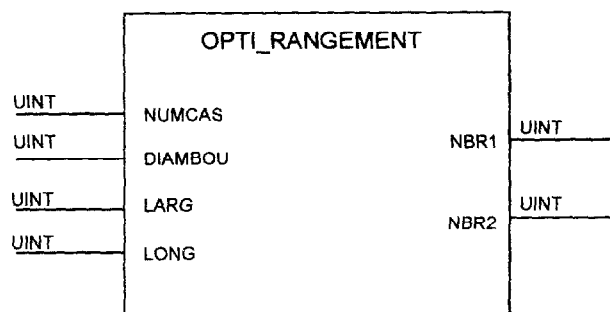 OPTI_RANGEMENT
UINT NUMCAS
UINT DIAMBOU
UINT LARG
UINT LONG
NBR1 UINT
NBR2 UINT